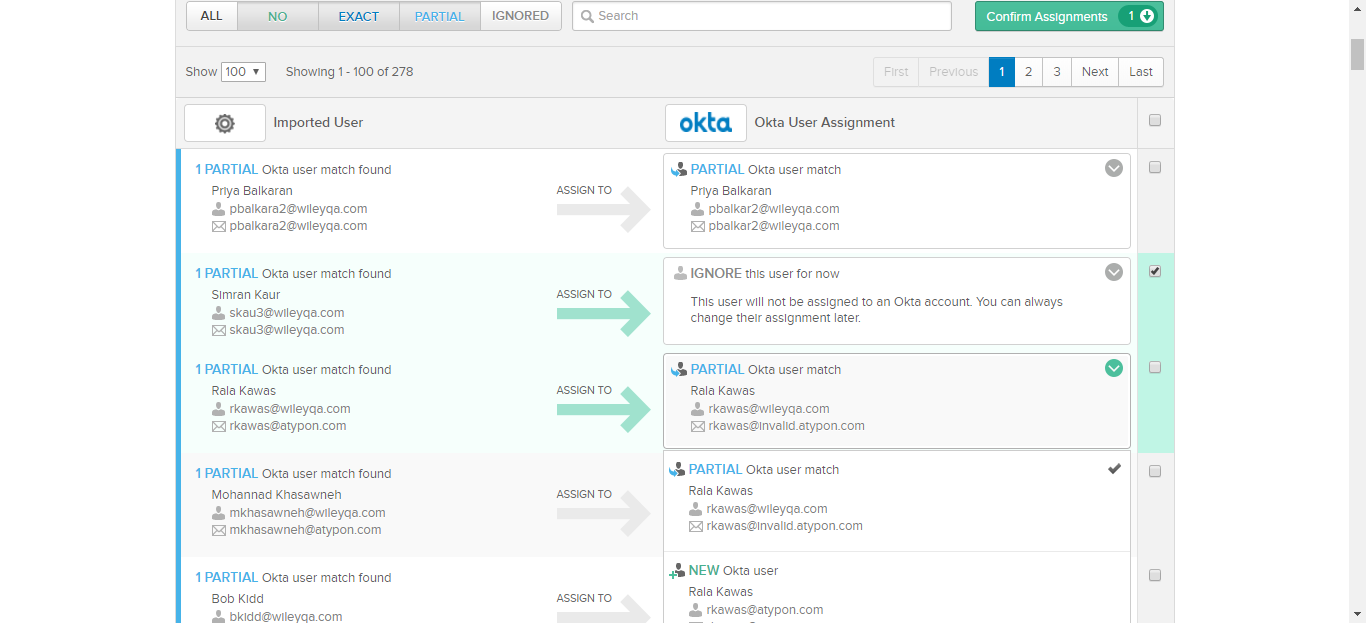 ALL NO EXACT PARTIAL IGNORED Search Confirm Assignments 1
Show 100 Showing 1 - 100 of 278 First Previous 1 2 3 Next Last
Imported User okta Okta User Assignment
1 PARTIAL Okta user match found
Priya Balkaran
pbalkara2@wileyqa.com
pbalkara2@wileyqa.com
ASSIGN TO
PARTIAL Okta user match
Priya Balkaran
pbalkar2@wileyqa.com
pbalkar2@wileyqa.com
1 PARTIAL Okta user match found
Simran Kaur
skau3@wileyqa.com
skau3@wileyqa.com
ASSIGN TO
IGNORE this user for now
This user will not be assigned to an Okta account. You can always
change their assignment later.
1 PARTIAL Okta user match found
Rala Kawas
rkawas@wileyqa.com
rkawas@atypon.com
ASSIGN TO
PARTIAL Okta user match
Rala Kawas
rkawas@wileyqa.com
rkawas@invalid.atypon.com
1 PARTIAL Okta user match found
Mohannad Khasawneh
mkhasawneh@wileyqa.com
mkhasawneh@atypon.com
ASSIGN TO
PARTIAL Okta user match
Rala Kawas
rkawas@wileyqa.com
rkawas@invalid.atypon.com
1 PARTIAL Okta user match found
Bob Kidd
bkidd@wileyqa.com
ASSIGN TO
NEW Okta user
Rala Kawas
rkawas@atypon.com